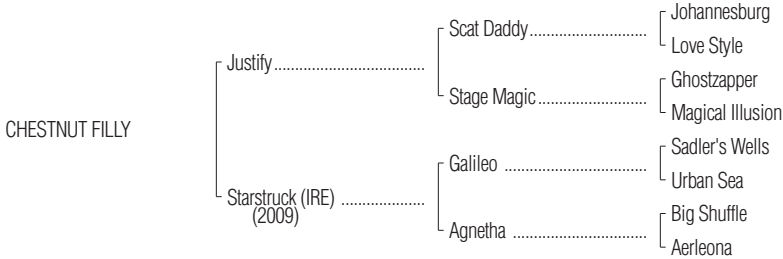 Johannesburg
Scat Daddy
Love Style
Justify
Ghostzapper
Stage Magic
Magical Illusion
CHESTNUT FILLY
Sadler's Wells
Galileo
Urban Sea
Starstruck (IRE)
(2009)
Big Shuffle
Agnetha
Aerleona